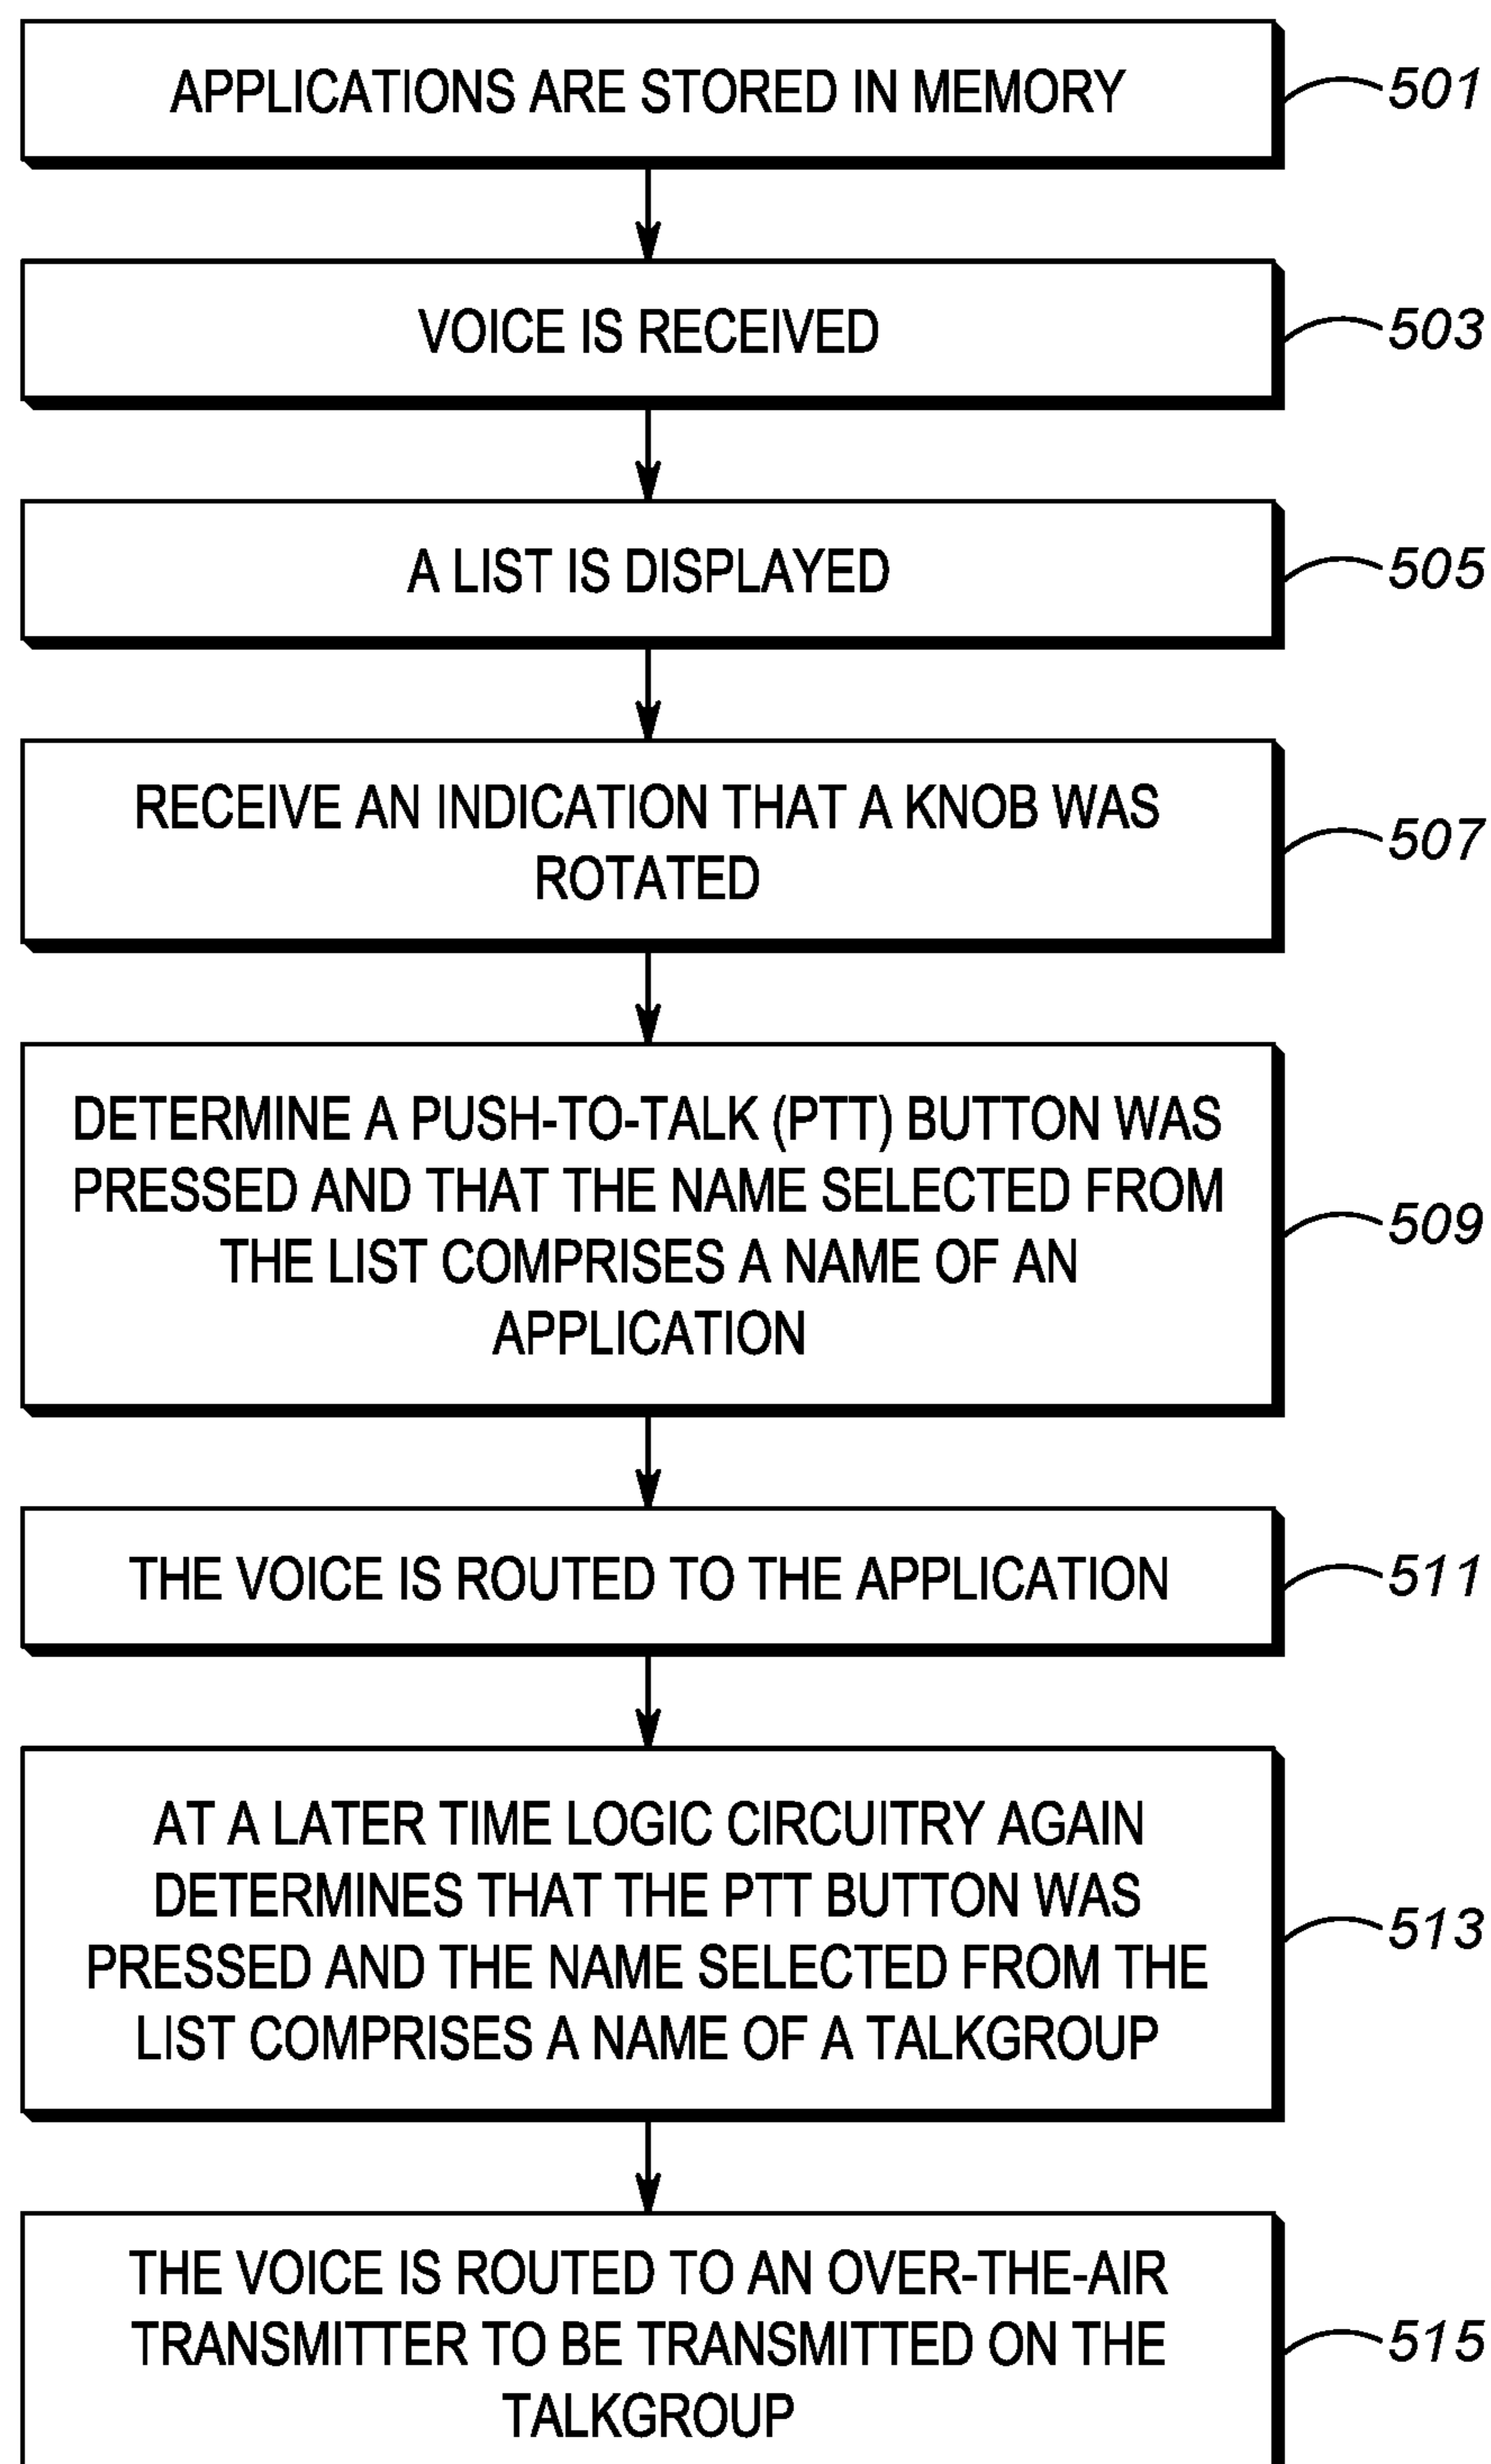 APPLICATIONS ARE STORED IN MEMORY
501
VOICE IS RECEIVED
503
A LIST IS DISPLAYED
505
RECEIVE AN INDICATION THAT A KNOB WAS
ROTATED
507
DETERMINE A PUSH-TO-TALK (PTT) BUTTON WAS
PRESSED AND THAT THE NAME SELECTED FROM
THE LIST COMPRISES A NAME OF AN
APPLICATION
509
THE VOICE IS ROUTED TO THE APPLICATION
511
AT A LATER TIME LOGIC CIRCUITRY AGAIN
DETERMINES THAT THE PTT BUTTON WAS
PRESSED AND THE NAME SELECTED FROM THE
LIST COMPRISES A NAME OF A TALKGROUP
513
THE VOICE IS ROUTED TO AN OVER-THE-AIR
TRANSMITTER TO BE TRANSMITTED ON THE
TALKGROUP
515